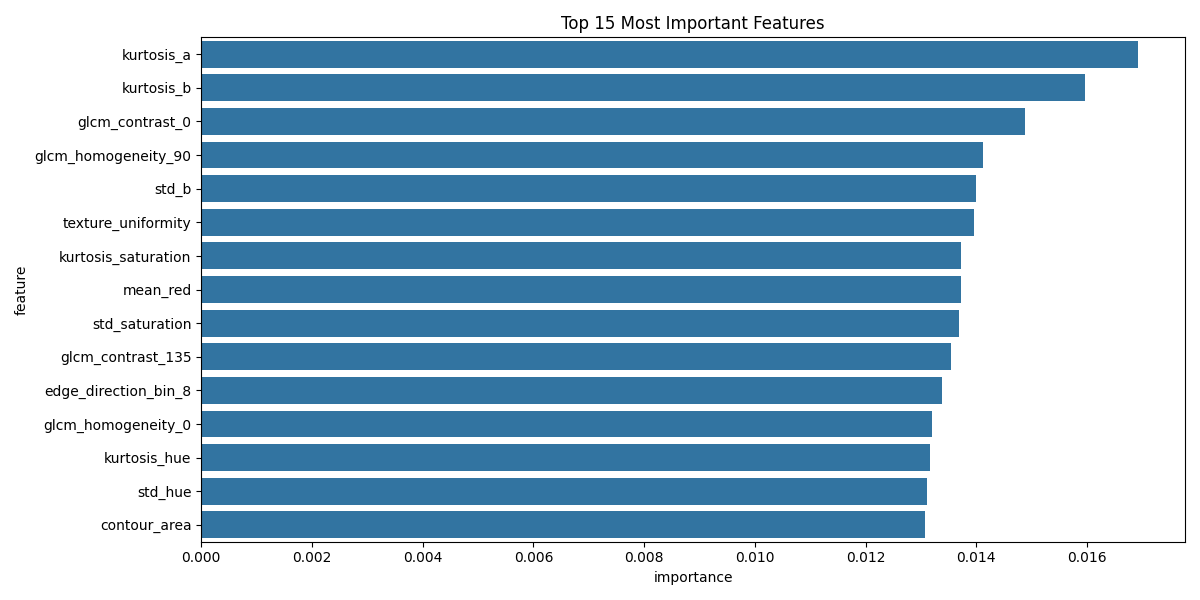 Top 15 Most Important Features
feature
kurtosis_a
kurtosis_b
glcm_contrast_0
glcm_homogeneity_90
std_b
texture_uniformity
kurtosis_saturation
mean_red
std_saturation
glcm_contrast_135
edge_direction_bin_8
glcm_homogeneity_0
kurtosis_hue
std_hue
contour_area
0.000 0.002 0.004 0.006 0.008 0.010 0.012 0.014 0.016
importance